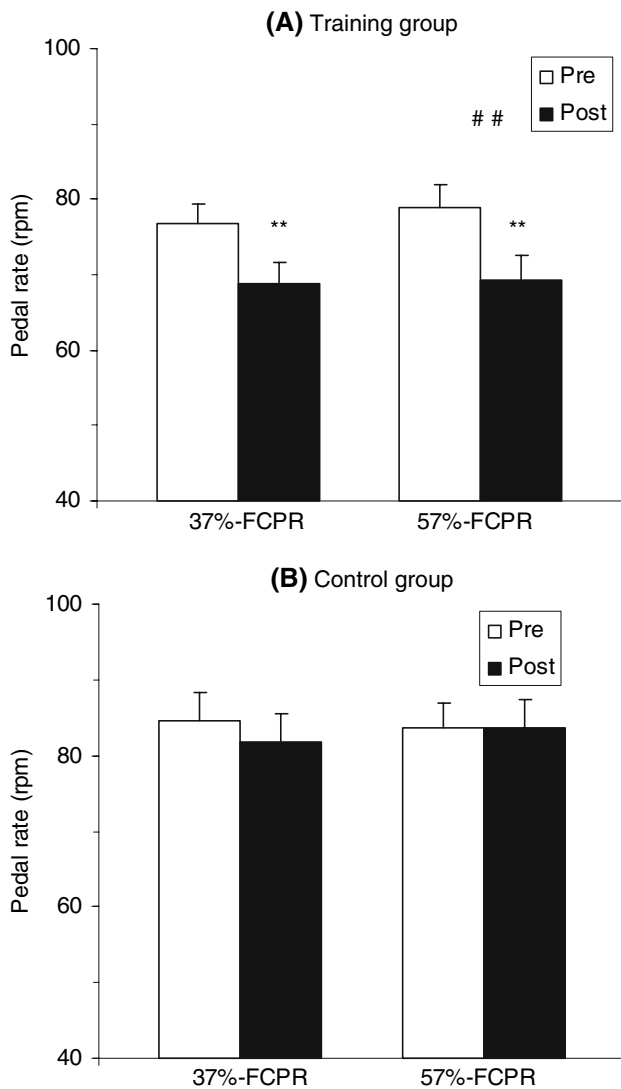 (A) Training group
100
80
60
40
Pedal rate (rpm)
Pre
Post
# #
**
**
37%-FCPR 57%-FCPR
(B) Control group
100
80
60
40
Pedal rate (rpm)
Pre
Post
37%-FCPR 57%-FCPR